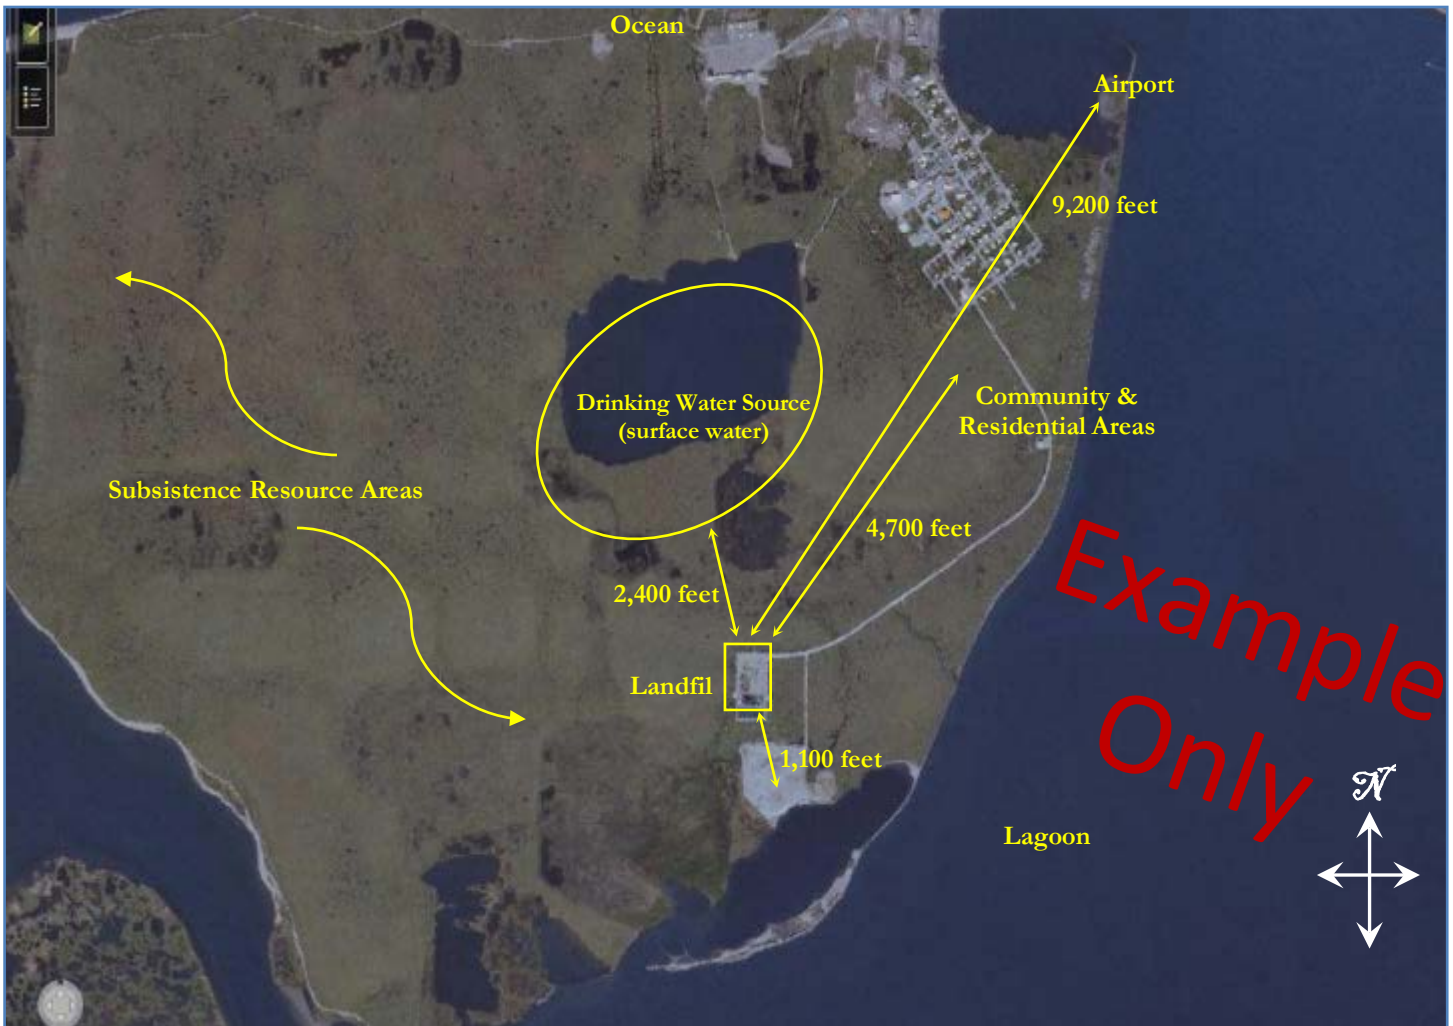 Ocean
Airport
9,200 feet
Drinking Water Source
(surface water)
Community &
Residential Areas
Subsistence Resource Areas
4,700 feet
2,400 feet
Landfil
1,100 feet
Example
Only
N
Lagoon